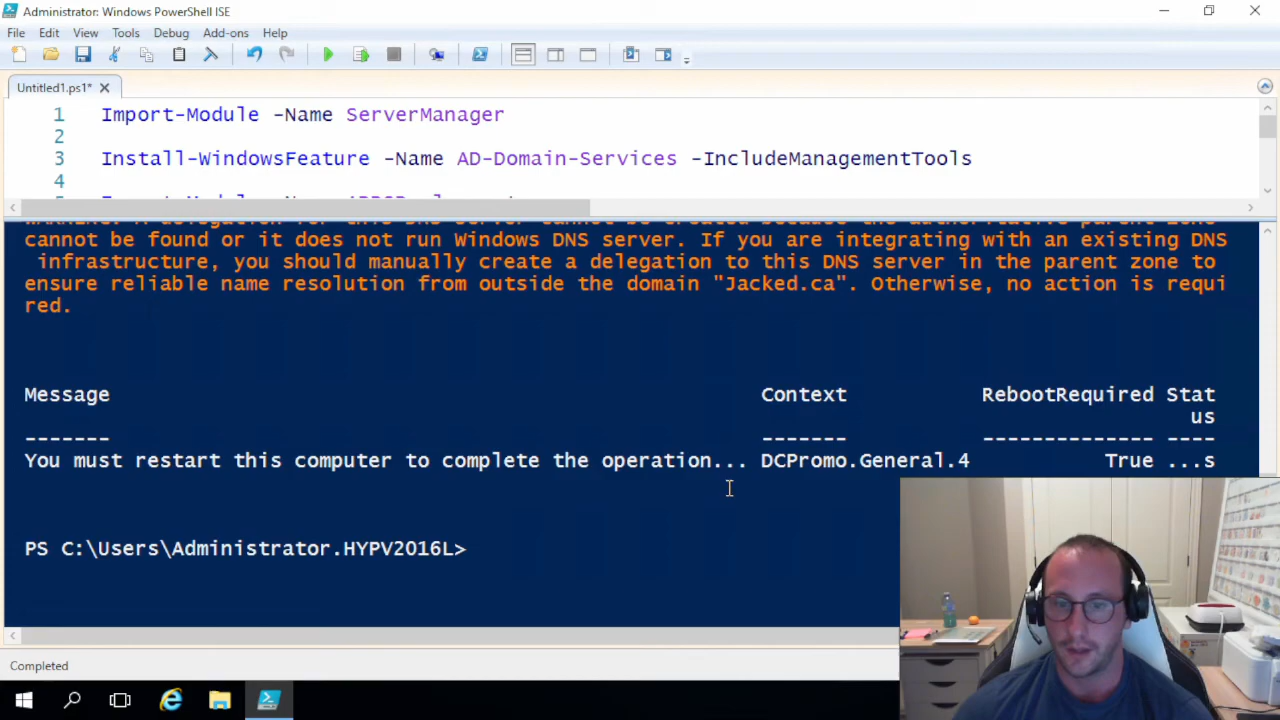 Administrator: Windows PowerShell ISE
File Edit View Tools Debug Add-ons Help
Untitled1.ps1*
1 Import-Module -Name ServerManager
2
3 Install-WindowsFeature -Name AD-Domain-Services -IncludeManagementTools
4
cannot be found or it does not run Windows DNS server. If you are integrating with an existing DNS
infrastructure, you should manually create a delegation to this DNS server in the parent zone to
ensure reliable name resolution from outside the domain "Jacked.ca". Otherwise, no action is requi
red.
Message Context RebootRequired Stat
us
------- ------- -------------- ----
You must restart this computer to complete the operation... DCPromo.General.4 True ...s
PS C:\Users\Administrator.HYPV2016L>
Completed